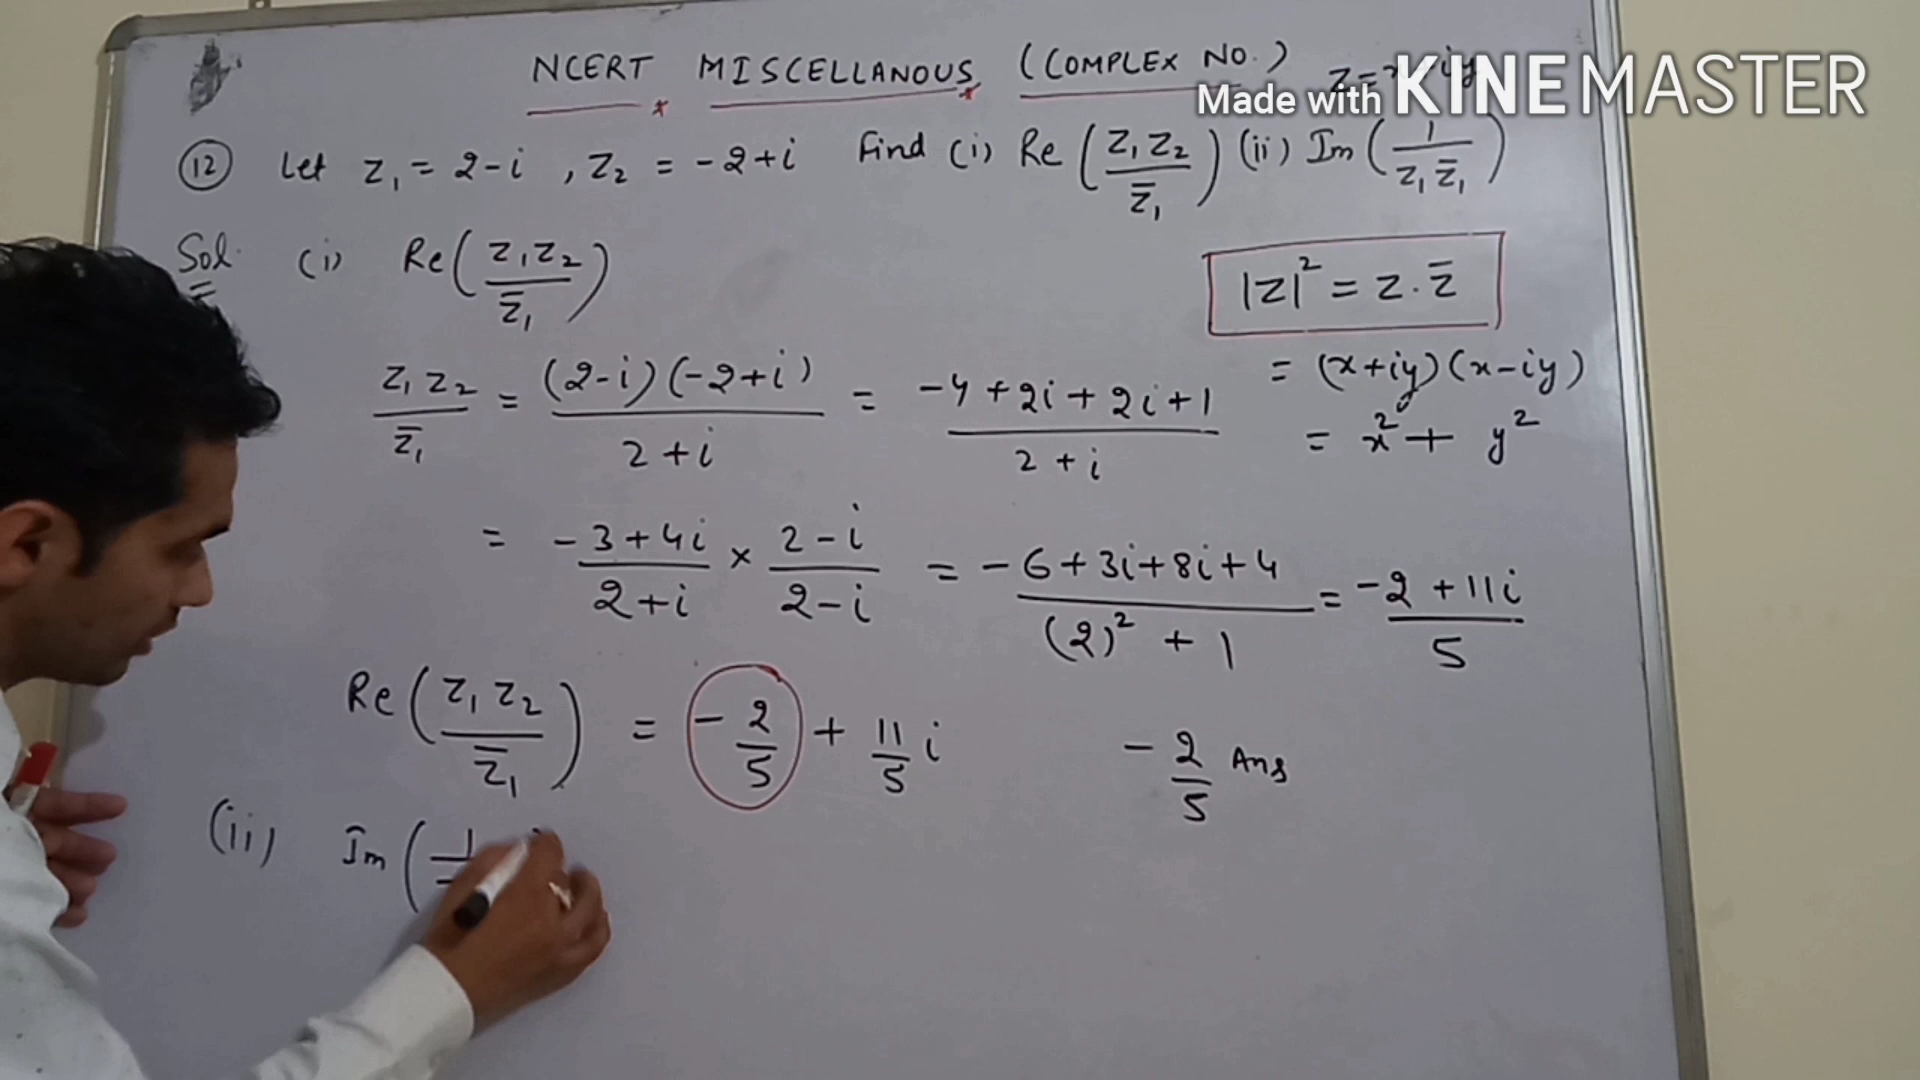 NCERT MISCELLANOUS (COMPLEX NO.)
Made with KINEMASTER
(12) Let z₁ = 2-i , z₂ = -2+i Find (i) Re (z₁z₂ / z̄₁) (ii) Im (1 / z₁z̄₁)
Sol. (i) Re (z₁z₂ / z̄₁)
|z|² = z·z̄
= (x+iy)(x-iy)
= x² + y²
z₁z₂ / z̄₁ = (2-i)(-2+i) / 2+i = -4+2i+2i+1 / 2+i
= -3+4i / 2+i × 2-i / 2-i = -6+3i+8i+4 / (2)² + 1 = -2+11i / 5
Re (z₁z₂ / z̄₁) = -2/5 + 11/5 i -2/5 Ans
(ii) Im (1